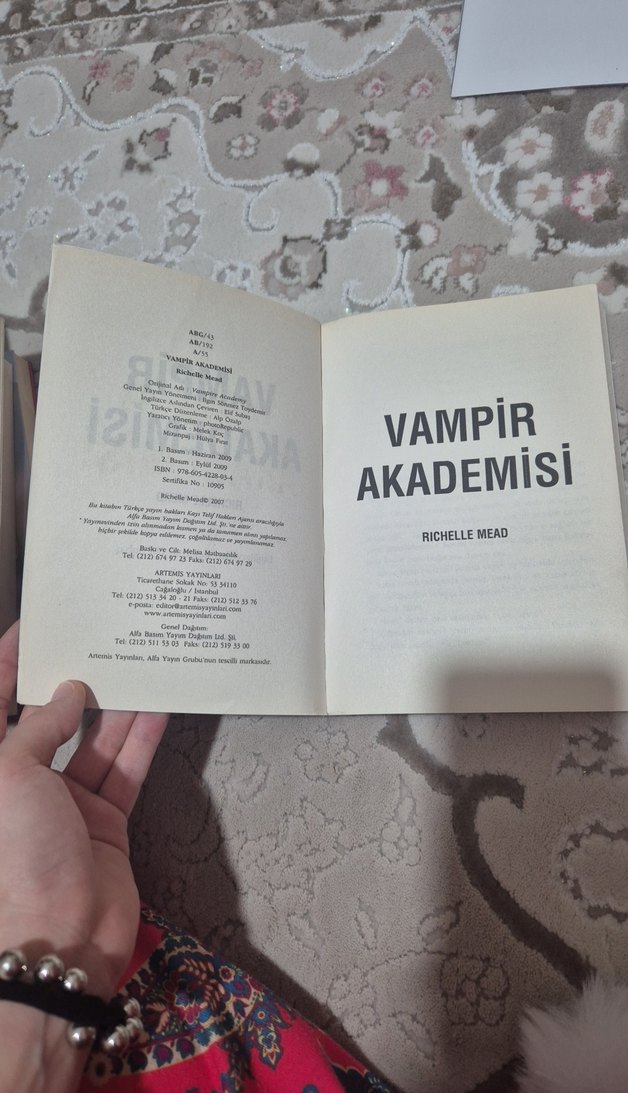 ABG/43
AB/192
A/55
VAMPİR AKADEMİSİ
Richelle Mead
Orijinal Adı : Vampire Academy
Genel Yayın Yönetmeni : Ilgın Sönmez Toydemir
İngilizce Aslından Çeviren : Elif Subaş
Türkçe Düzenleme : Alp Özalp
Yazıcı Yönetim : photoRepublic
Grafik : Melek Koç
Mizanpaj : Hülya Fırat
1. Basım : Haziran 2009
2. Basım : Eylül 2009
ISBN : 978-605-4228-03-4
Sertifika No : 10905
Richelle Mead© 2007
Bu kitabın Türkçe yayın hakları Kayı Telif Hakları Ajansı aracılığıyla
Alfa Basım Yayım Dağıtım Ltd. Şti. ne aittir.
" Yayınevinden izin alınmadan kısmen ya da tamamen alıntı yapılamaz,
hiçbir şekilde kopya edilemez, çoğaltılamaz ve yayımlanamaz.
Baskı ve Cilt: Melisa Matbaacılık
Tel: (212) 674 97 23 Faks: (212) 674 97 29
ARTEMİS YAYINLARI
Ticarethane Sokak No: 53 34110
Cağaloğlu / İstanbul
Tel: (212) 513 34 20 - 21 Faks: (212) 512 33 76
e-posta: editor@artemisyayinlari.com
www.artemisyayinlari.com
Genel Dağıtım:
Alfa Basım Yayım Dağıtım Ltd. Şti.
Tel: (212) 511 53 03 Faks: (212) 519 33 00
Artemis Yayınları, Alfa Yayın Grubu'nun tescilli markasıdır.
VAMPİR
AKADEMİSİ
RICHELLE MEAD